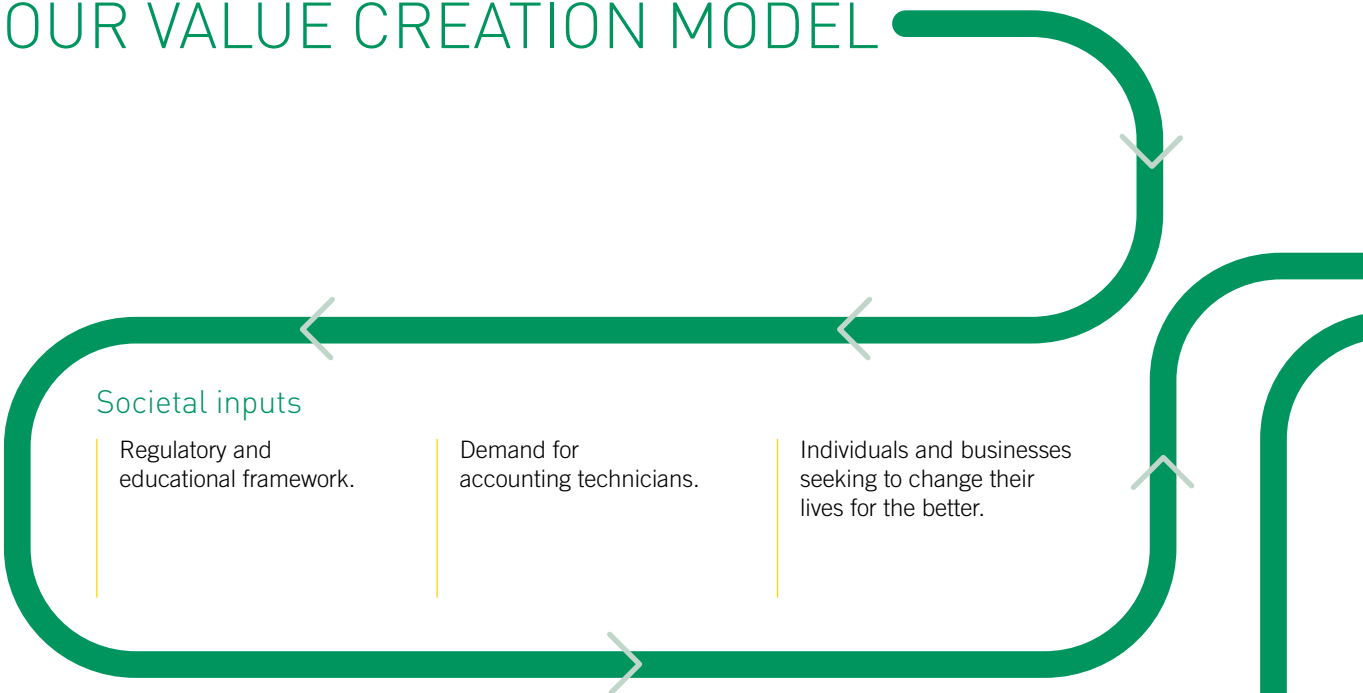 OUR VALUE CREATION MODEL
Societal inputs
Regulatory and
educational framework.
Demand for
accounting technicians.
Individuals and businesses
seeking to change their
lives for the better.